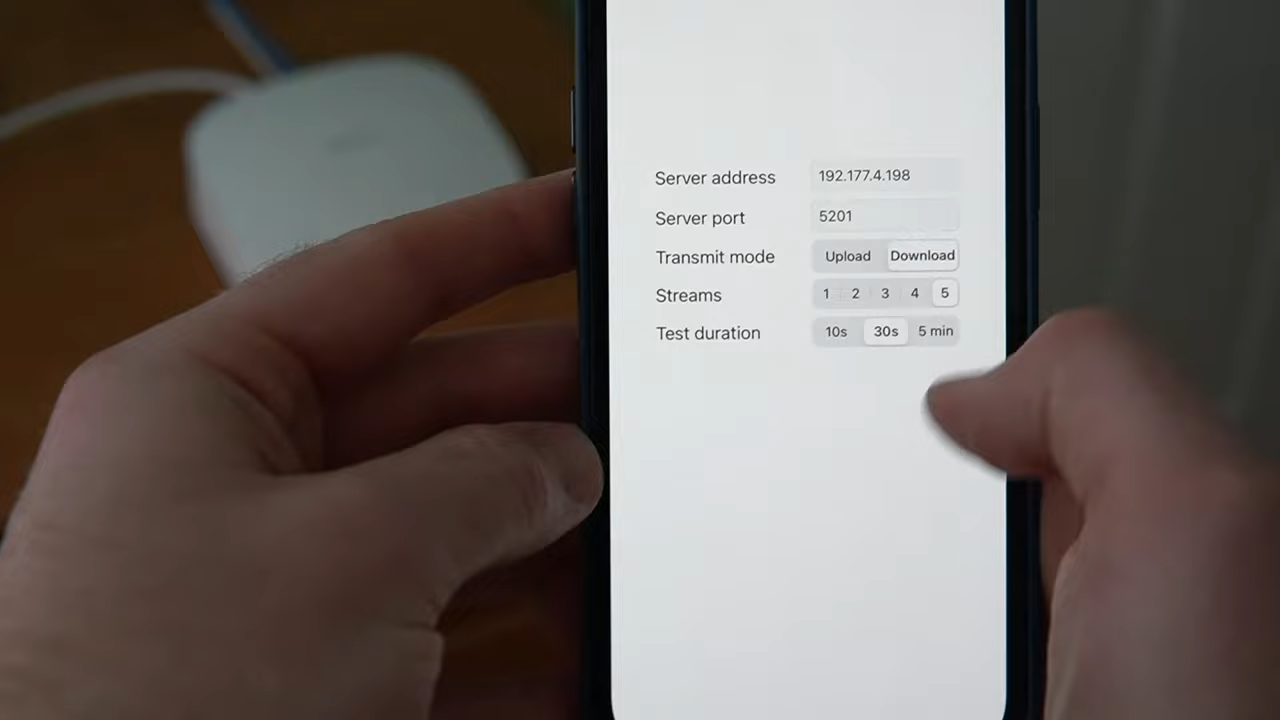 Server address 192.177.4.198
Server port 5201
Transmit mode Upload Download
Streams 1 2 3 4 5
Test duration 10s 30s 5 min